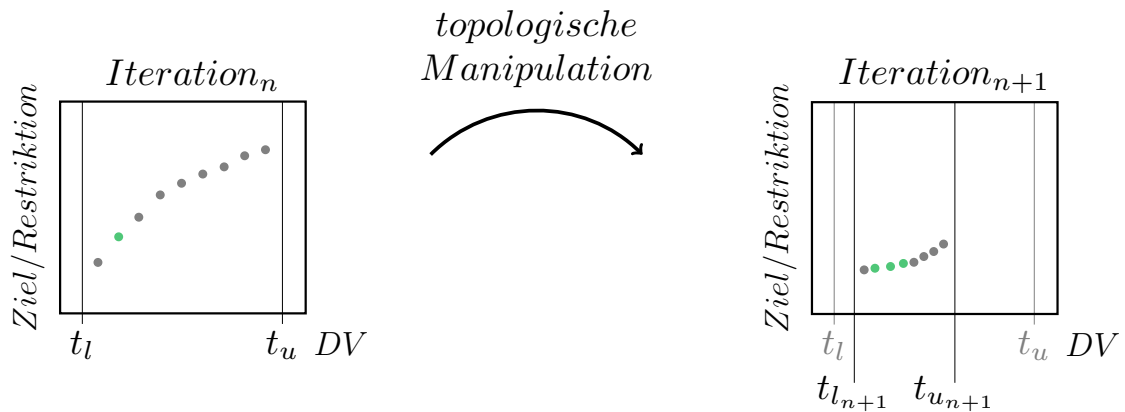 topologische
Manipulation
Iteration_n
Ziel/Restriktion
t_l
t_u
DV
Iteration_{n+1}
Ziel/Restriktion
t_l
t_u
DV
t_{l_{n+1}}
t_{u_{n+1}}